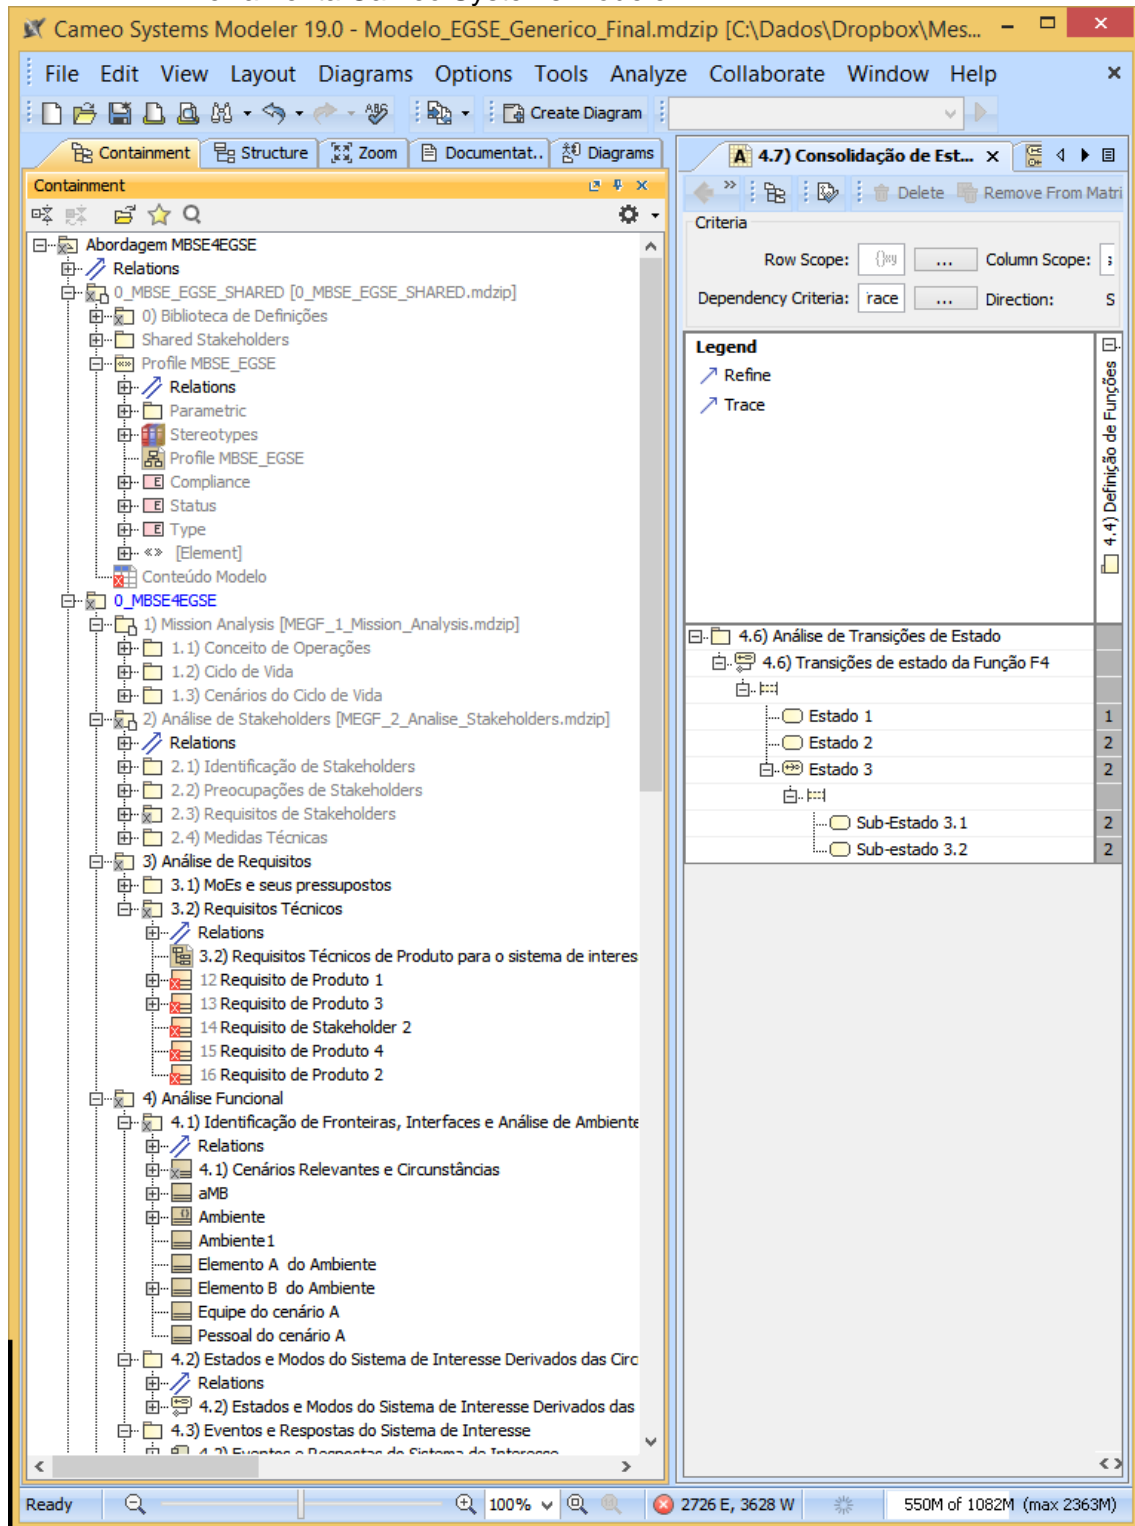 Cameo Systems Modeler 19.0 - Modelo_EGSE_Generico_Final.mdzip [C:\Dados\Dropbox\Mes...
File Edit View Layout Diagrams Options Tools Analyze Collaborate Window Help
Create Diagram
Containment Structure Zoom Documentat.. Diagrams
Containment
Abordagem MBSE4EGSE
Relations
0_MBSE_EGSE_SHARED [0_MBSE_EGSE_SHARED.mdzip]
0) Biblioteca de Definições
Shared Stakeholders
Profile MBSE_EGSE
Relations
Parametric
Stereotypes
Profile MBSE_EGSE
Compliance
Status
Type
«» [Element]
Conteúdo Modelo
0_MBSE4EGSE
1) Mission Analysis [MEGF_1_Mission_Analysis.mdzip]
1.1) Conceito de Operações
1.2) Ciclo de Vida
1.3) Cenários do Ciclo de Vida
2) Análise de Stakeholders [MEGF_2_Analise_Stakeholders.mdzip]
Relations
2.1) Identificação de Stakeholders
2.2) Preocupações de Stakeholders
2.3) Requisitos de Stakeholders
2.4) Medidas Técnicas
3) Análise de Requisitos
3.1) MoEs e seus pressupostos
3.2) Requisitos Técnicos
Relations
3.2) Requisitos Técnicos de Produto para o sistema de interes
12 Requisito de Produto 1
13 Requisito de Produto 3
14 Requisito de Stakeholder 2
15 Requisito de Produto 4
16 Requisito de Produto 2
4) Análise Funcional
4.1) Identificação de Fronteiras, Interfaces e Análise de Ambiente
Relations
4.1) Cenários Relevantes e Circunstâncias
aMB
Ambiente
Ambiente1
Elemento A do Ambiente
Elemento B do Ambiente
Equipe do cenário A
Pessoal do cenário A
4.2) Estados e Modos do Sistema de Interesse Derivados das Circ
Relations
4.2) Estados e Modos do Sistema de Interesse Derivados das
4.3) Eventos e Respostas do Sistema de Interesse
4.7) Consolidação de Est...
Delete Remove From Matri
Criteria
Row Scope: ... Column Scope:
Dependency Criteria: race ... Direction: S
Legend
Refine
Trace
4.4) Definição de Funções
4.6) Análise de Transições de Estado
4.6) Transições de estado da Função F4
Estado 1 1
Estado 2 2
Estado 3 2
Sub-Estado 3.1 2
Sub-estado 3.2 2
Ready 100% 2726 E, 3628 W 550M of 1082M (max 2363M)